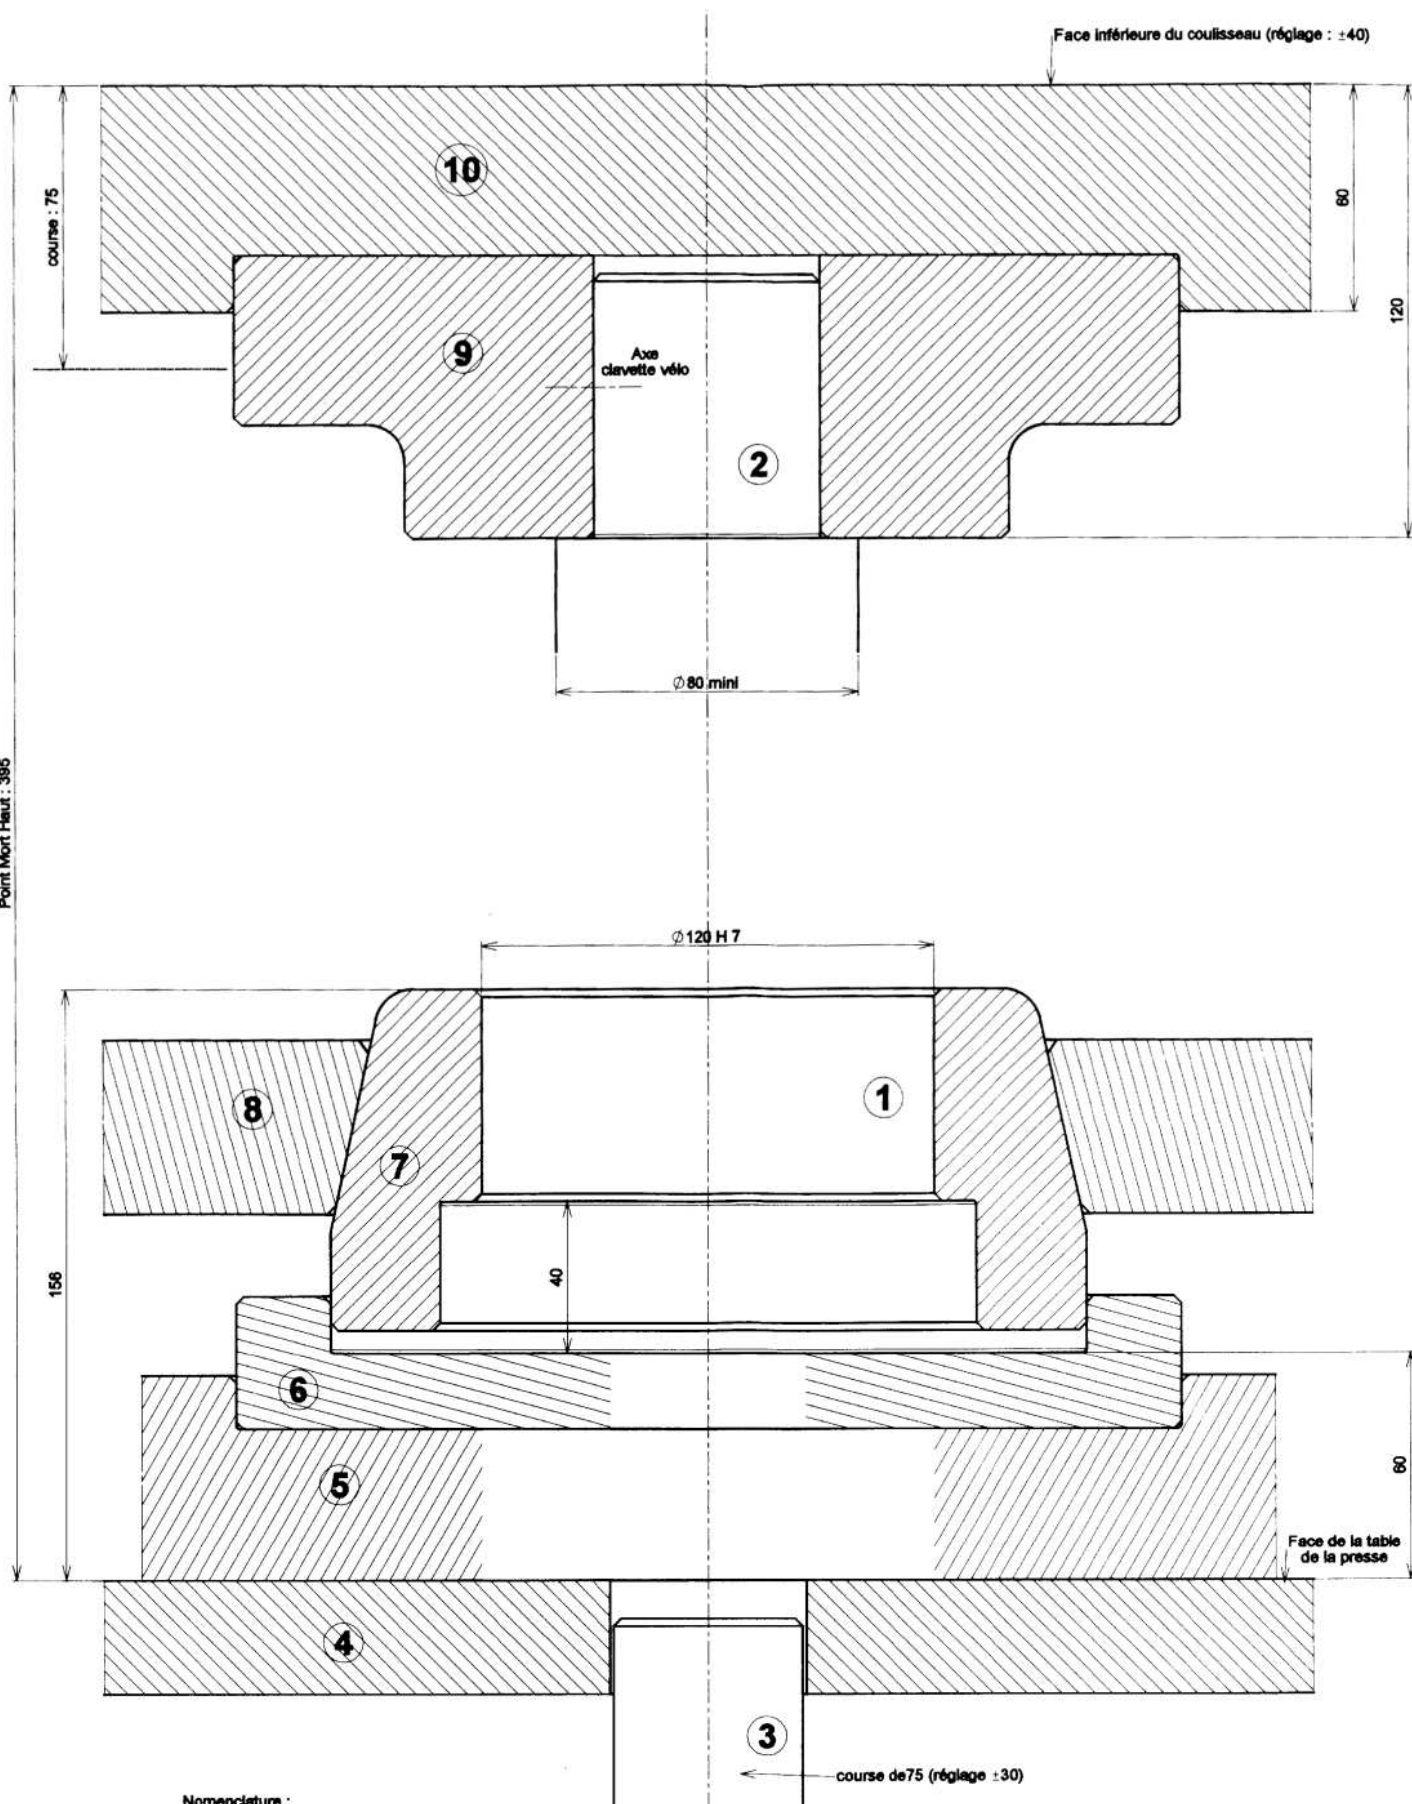 Face inférieure du coulisseau (réglage : ±40)
10
course : 75
60
120
9
Axe
clavette vélo
2
Ø 80 mini
Point Mort Haut : 395
Ø 120 H 7
8
1
7
156
40
6
5
60
Face de la table
de la presse
4
3
course de75 (réglage ±30)
Nomenclature :